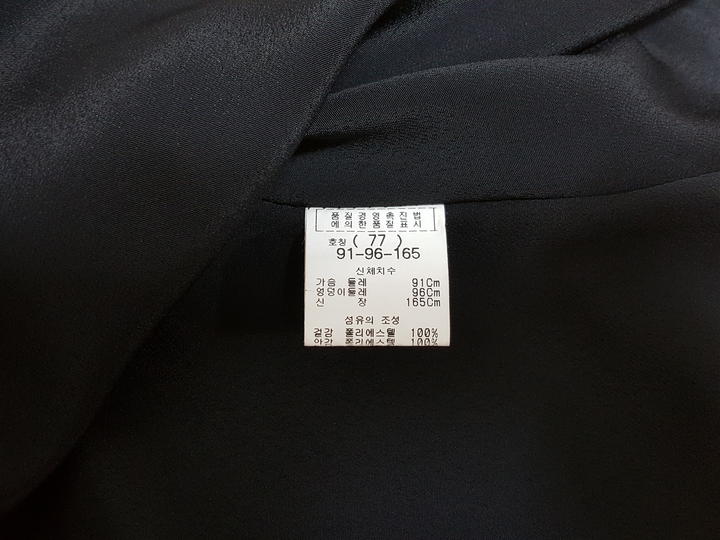 품질경영촉진법
에의한품질표시
호칭 ( 77 )
91-96-165
신체치수
가슴 둘레 91Cm
엉덩이둘레 96Cm
신 장 165Cm
섬유의 조성
겉감 폴리에스텔 100%
안감 폴리에스텔 100%